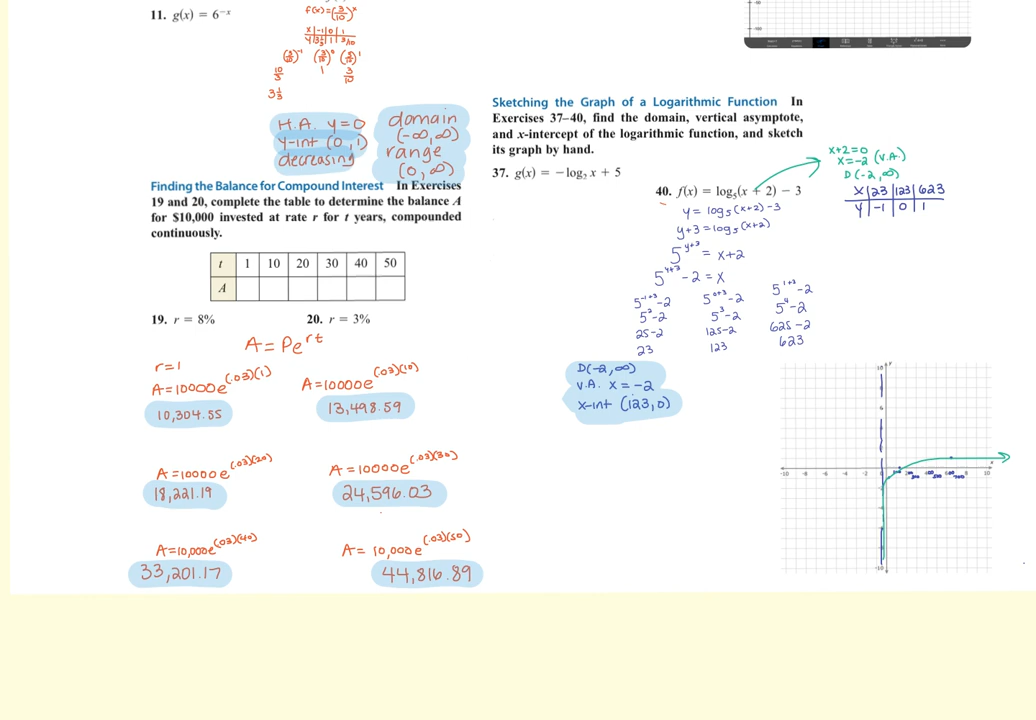 11. g(x) = 6⁻ˣ
f(x)=(3/10)ˣ
x | -1 | 0 | 1
y | 3 1/3 | 1 | 3/10
(3/10)⁻¹ (3/10)⁰ (3/10)¹
10/3 1 3/10
3 1/3
H.A. y=0
y-int (0,1)
decreasing
domain
(-∞,∞)
range
(0,∞)
Finding the Balance for Compound Interest In Exercises
19 and 20, complete the table to determine the balance A
for $10,000 invested at rate r for t years, compounded
continuously.
t 1 10 20 30 40 50
A
19. r = 8% 20. r = 3%
A = Pe^rt
r=1
A=10000e^(.03)(1)
10,304.55
A=10000e^(.03)(10)
13,498.59
A=10000e^(.03)(20)
18,221.19
A=10000e^(.03)(30)
24,596.03
A=10,000e^(.03)(40)
33,201.17
A= 10,000e^(.03)(50)
44,816.89
Sketching the Graph of a Logarithmic Function In
Exercises 37–40, find the domain, vertical asymptote,
and x-intercept of the logarithmic function, and sketch
its graph by hand.
37. g(x) = −log₂ x + 5
40. f(x) = log₅(x + 2) − 3
x+2=0
x=-2 (V.A.)
D(-2,∞)
x | 23 | 123 | 623
y | -1 | 0 | 1
y = log₅(x+2)-3
y+3 = log₅(x+2)
5^y+3 = x+2
5^y+3 -2 = x
5^-1+3 -2 5^0+3 -2 5^1+3 -2
5² -2 5³ -2 5⁴ -2
25-2 125-2 625-2
23 123 623
D(-2,∞)
V.A. x=-2
x-int (123,0)
10
-10 -8 -6 -4 -2 10
-10